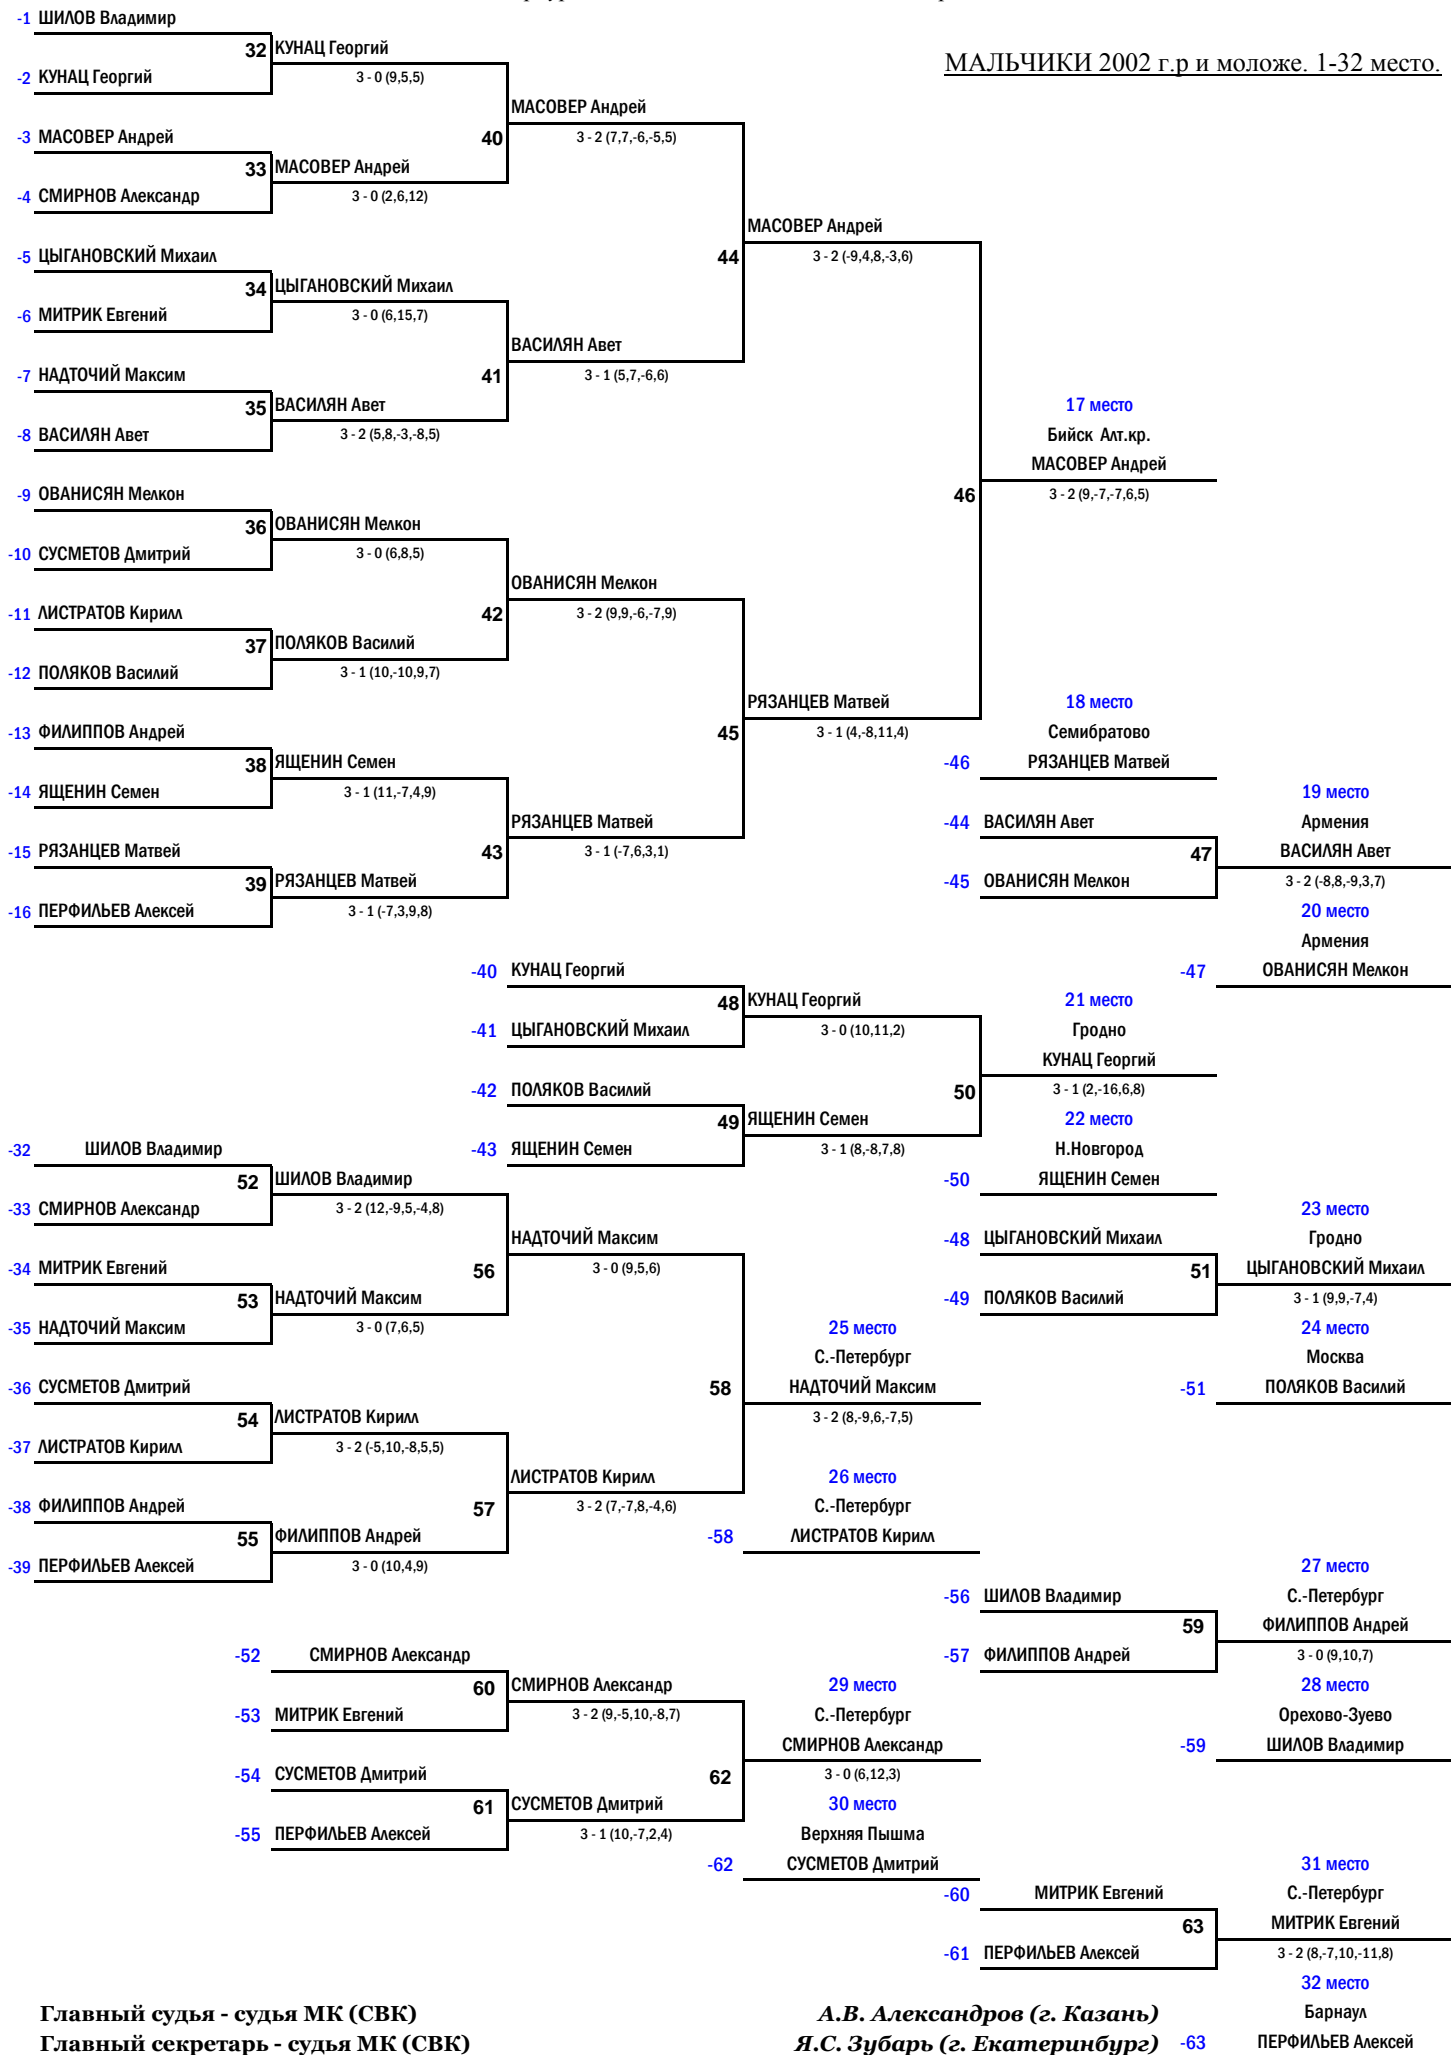 -1 ШИЛОВ Владимир
32 КУНАЦ Георгий
МАЛЬЧИКИ 2002 г.р и моложе. 1-32 место.
-2 КУНАЦ Георгий 3 - 0 (9,5,5)
МАСОВЕР Андрей
-3 МАСОВЕР Андрей 40 3 - 2 (7,7,-6,-5,5)
33 МАСОВЕР Андрей
-4 СМИРНОВ Александр 3 - 0 (2,6,12)
МАСОВЕР Андрей
-5 ЦЫГАНОВСКИЙ Михаил 44 3 - 2 (-9,4,8,-3,6)
34 ЦЫГАНОВСКИЙ Михаил
-6 МИТРИК Евгений 3 - 0 (6,15,7)
ВАСИЛЯН Авет
-7 НАДТОЧИЙ Максим 41 3 - 1 (5,7,-6,6)
35 ВАСИЛЯН Авет 17 место
-8 ВАСИЛЯН Авет 3 - 2 (5,8,-3,-8,5) Бийск Алт.кр.
МАСОВЕР Андрей
-9 ОВАНИСЯН Мелкон 46 3 - 2 (9,-7,-7,6,5)
36 ОВАНИСЯН Мелкон
-10 СУСМЕТОВ Дмитрий 3 - 0 (6,8,5)
ОВАНИСЯН Мелкон
-11 ЛИСТРАТОВ Кирилл 42 3 - 2 (9,9,-6,-7,9)
37 ПОЛЯКОВ Василий
-12 ПОЛЯКОВ Василий 3 - 1 (10,-10,9,7)
РЯЗАНЦЕВ Матвей 18 место
-13 ФИЛИППОВ Андрей 45 3 - 1 (4,-8,11,4) Семибратово
38 ЯЩЕНИН Семен -46 РЯЗАНЦЕВ Матвей
-14 ЯЩЕНИН Семен 3 - 1 (11,-7,4,9) 19 место
РЯЗАНЦЕВ Матвей -44 ВАСИЛЯН Авет Армения
-15 РЯЗАНЦЕВ Матвей 43 3 - 1 (-7,6,3,1) 47 ВАСИЛЯН Авет
39 РЯЗАНЦЕВ Матвей -45 ОВАНИСЯН Мелкон 3 - 2 (-8,8,-9,3,7)
-16 ПЕРФИЛЬЕВ Алексей 3 - 1 (-7,3,9,8) 20 место
Армения
-40 КУНАЦ Георгий -47 ОВАНИСЯН Мелкон
48 КУНАЦ Георгий 21 место
-41 ЦЫГАНОВСКИЙ Михаил 3 - 0 (10,11,2) Гродно
КУНАЦ Георгий
-42 ПОЛЯКОВ Василий 50 3 - 1 (2,-16,6,8)
49 ЯЩЕНИН Семен 22 место
-32 ШИЛОВ Владимир -43 ЯЩЕНИН Семен 3 - 1 (8,-8,7,8) Н.Новгород
52 ШИЛОВ Владимир -50 ЯЩЕНИН Семен
-33 СМИРНОВ Александр 3 - 2 (12,-9,5,-4,8) 23 место
НАДТОЧИЙ Максим -48 ЦЫГАНОВСКИЙ Михаил Гродно
-34 МИТРИК Евгений 56 3 - 0 (9,5,6) 51 ЦЫГАНОВСКИЙ Михаил
53 НАДТОЧИЙ Максим -49 ПОЛЯКОВ Василий 3 - 1 (9,9,-7,4)
-35 НАДТОЧИЙ Максим 3 - 0 (7,6,5) 25 место 24 место
С.-Петербург Москва
-36 СУСМЕТОВ Дмитрий 58 НАДТОЧИЙ Максим -51 ПОЛЯКОВ Василий
54 ЛИСТРАТОВ Кирилл 3 - 2 (8,-9,6,-7,5)
-37 ЛИСТРАТОВ Кирилл 3 - 2 (-5,10,-8,5,5)
ЛИСТРАТОВ Кирилл 26 место
-38 ФИЛИППОВ Андрей 57 3 - 2 (7,-7,8,-4,6) С.-Петербург
55 ФИЛИППОВ Андрей -58 ЛИСТРАТОВ Кирилл
-39 ПЕРФИЛЬЕВ Алексей 3 - 0 (10,4,9) 27 место
-56 ШИЛОВ Владимир С.-Петербург
59 ФИЛИППОВ Андрей
-52 СМИРНОВ Александр -57 ФИЛИППОВ Андрей 3 - 0 (9,10,7)
60 СМИРНОВ Александр 29 место 28 место
-53 МИТРИК Евгений 3 - 2 (9,-5,10,-8,7) С.-Петербург Орехово-Зуево
СМИРНОВ Александр -59 ШИЛОВ Владимир
-54 СУСМЕТОВ Дмитрий 62 3 - 0 (6,12,3)
61 СУСМЕТОВ Дмитрий 30 место
-55 ПЕРФИЛЬЕВ Алексей 3 - 1 (10,-7,2,4) Верхняя Пышма
-62 СУСМЕТОВ Дмитрий 31 место
-60 МИТРИК Евгений С.-Петербург
63 МИТРИК Евгений
-61 ПЕРФИЛЬЕВ Алексей 3 - 2 (8,-7,10,-11,8)
32 место
Главный судья - судья МК (СВК) А.В. Александров (г. Казань) Барнаул
Главный секретарь - судья МК (СВК) Я.С. Зубарь (г. Екатеринбург) -63 ПЕРФИЛЬЕВ Алексей